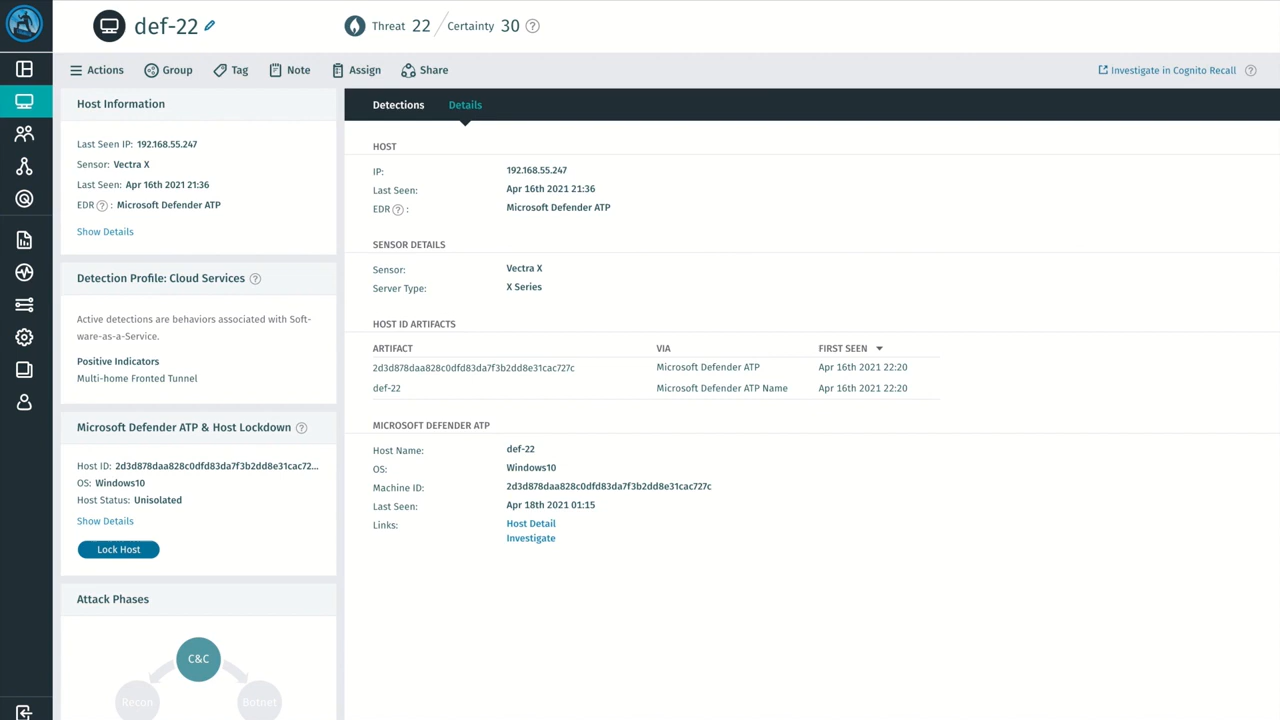 def-22
Threat 22 / Certainty 30 ?
Actions Group Tag Note Assign Share
Investigate in Cognito Recall ?
Host Information
Last Seen IP: 192.168.55.247
Sensor: Vectra X
Last Seen: Apr 16th 2021 21:36
EDR ? : Microsoft Defender ATP
Show Details
Detection Profile: Cloud Services ?
Active detections are behaviors associated with Soft-
ware-as-a-Service.
Positive Indicators
Multi-home Fronted Tunnel
Microsoft Defender ATP & Host Lockdown ?
Host ID: 2d3d878daa828c0dfd83da7f3b2dd8e31cac72...
OS: Windows10
Host Status: Unisolated
Show Details
Lock Host
Attack Phases
C&C
Recon
Botnet
Detections Details
HOST
IP: 192.168.55.247
Last Seen: Apr 16th 2021 21:36
EDR ? : Microsoft Defender ATP
SENSOR DETAILS
Sensor: Vectra X
Server Type: X Series
HOST ID ARTIFACTS
ARTIFACT VIA FIRST SEEN
2d3d878daa828c0dfd83da7f3b2dd8e31cac727c Microsoft Defender ATP Apr 16th 2021 22:20
def-22 Microsoft Defender ATP Name Apr 16th 2021 22:20
MICROSOFT DEFENDER ATP
Host Name: def-22
OS: Windows10
Machine ID: 2d3d878daa828c0dfd83da7f3b2dd8e31cac727c
Last Seen: Apr 18th 2021 01:15
Links: Host Detail
Investigate